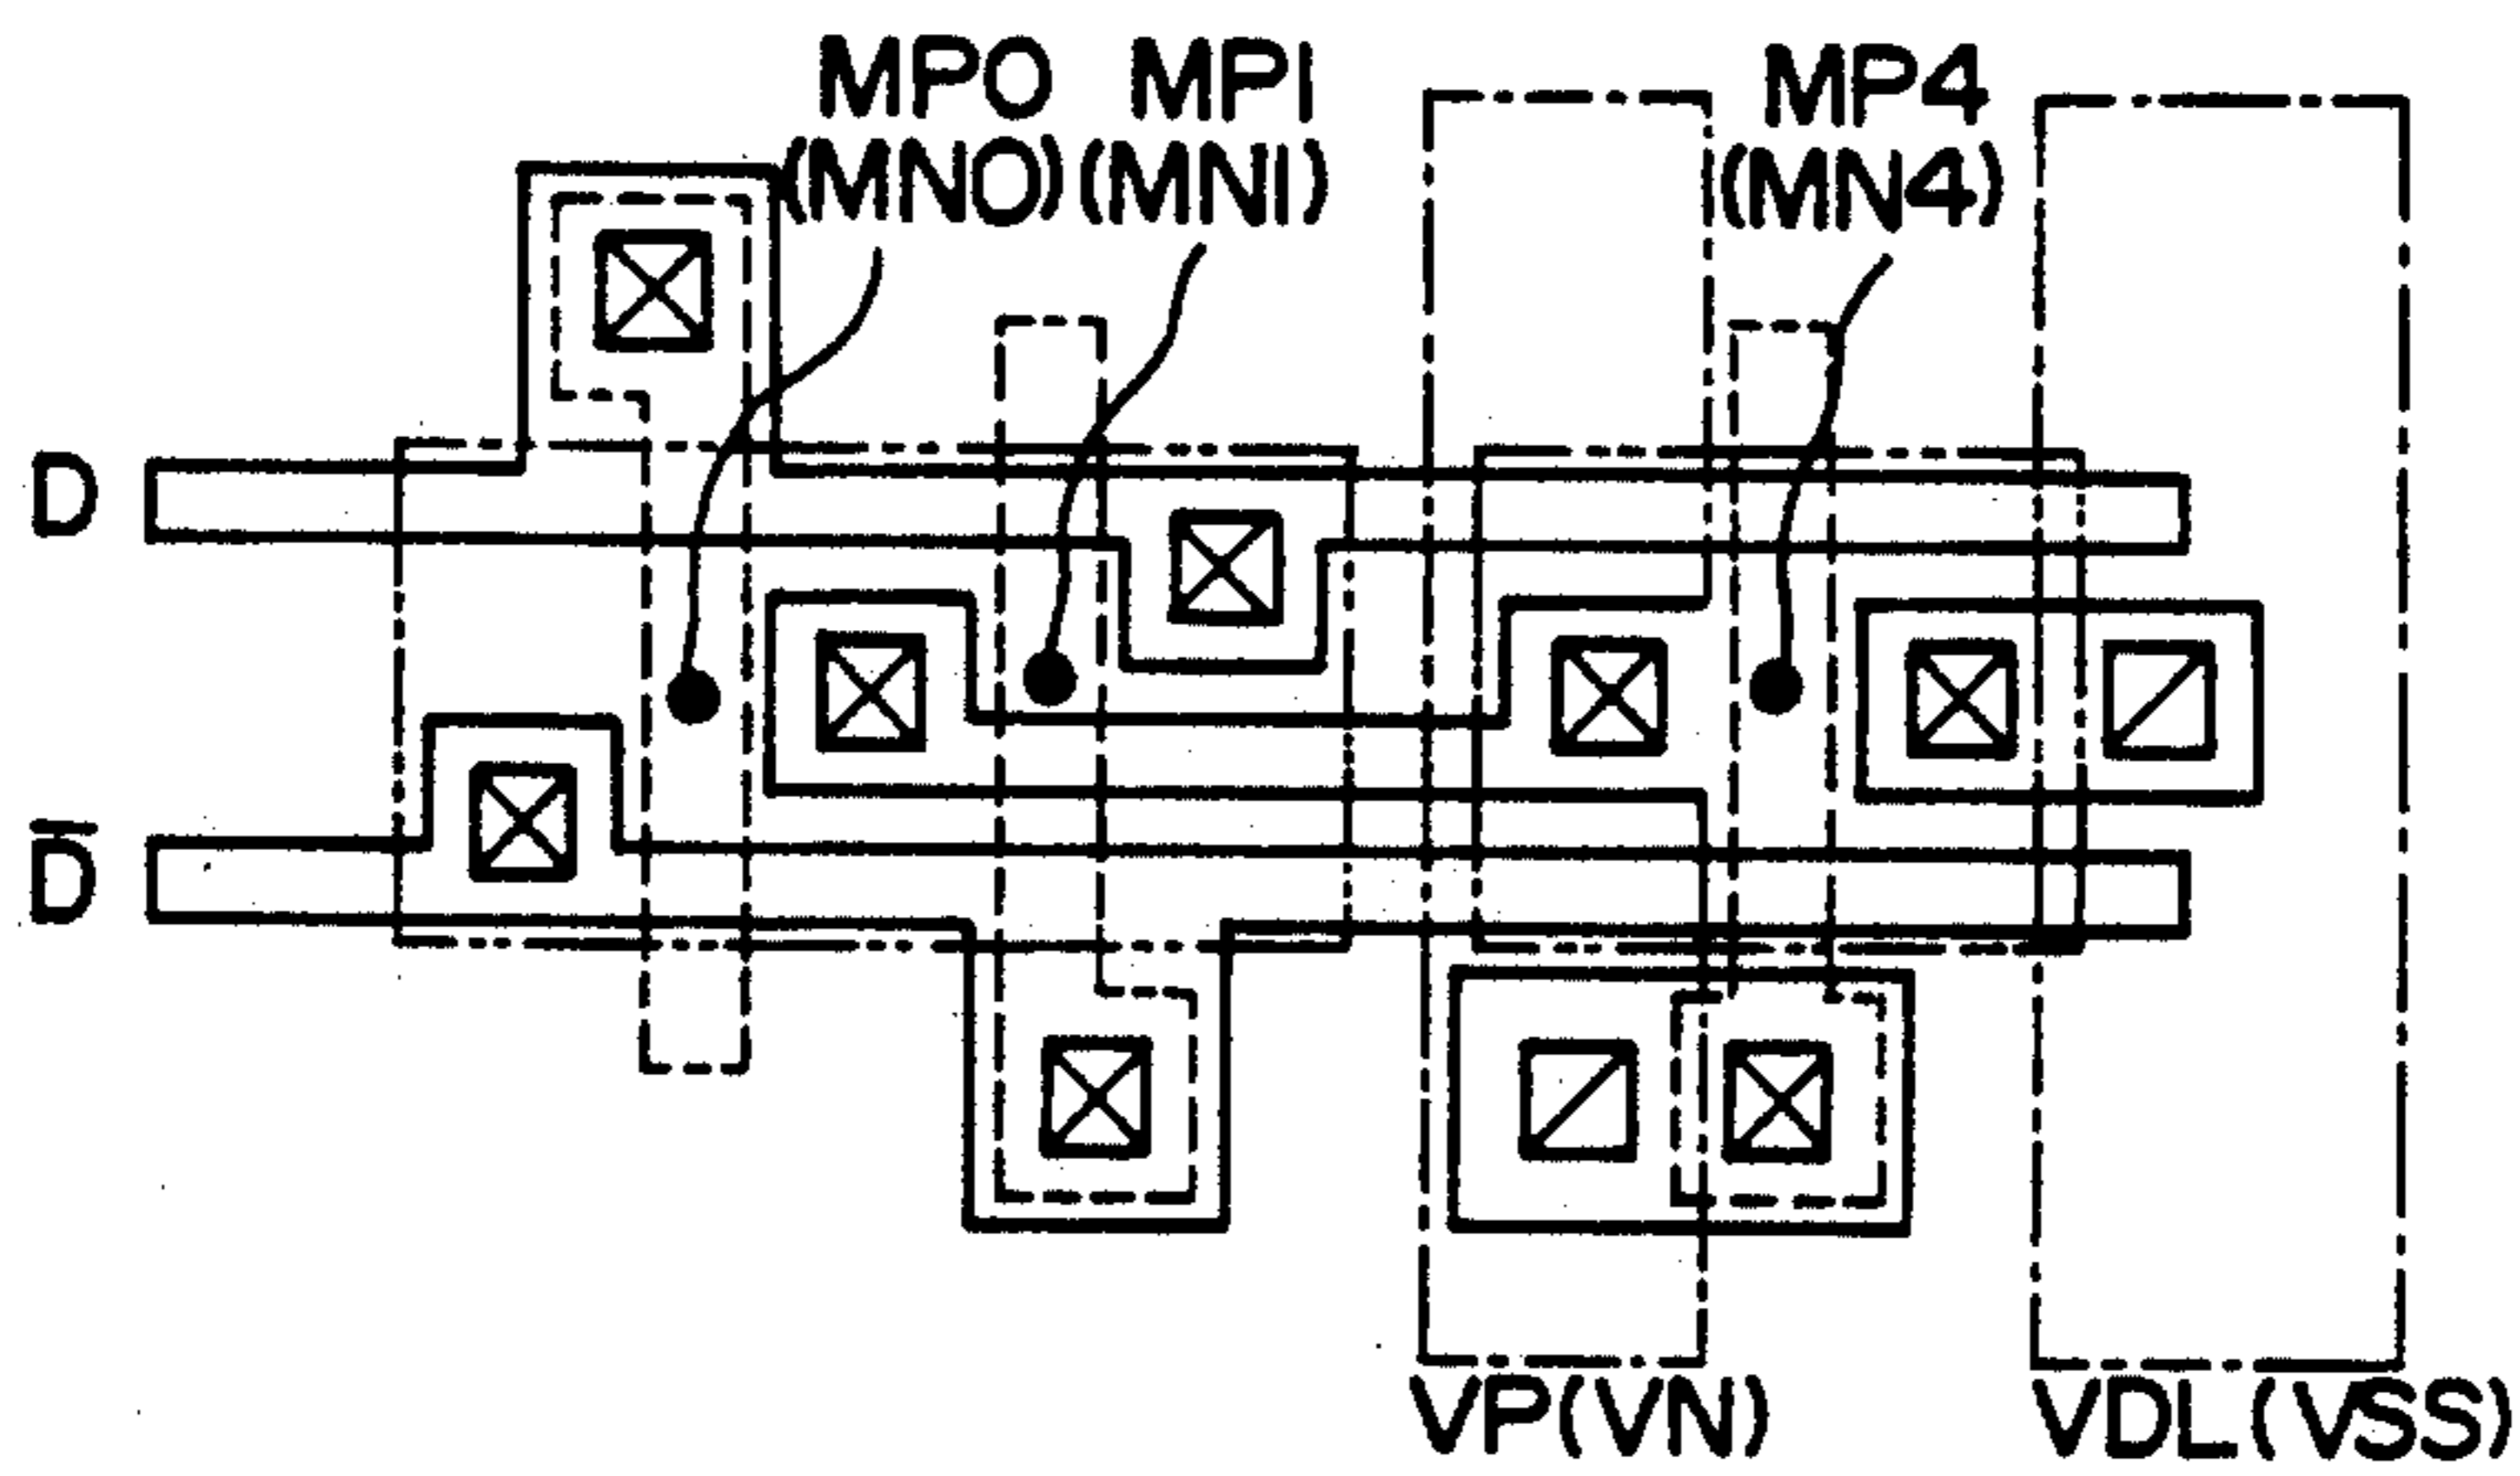 MP0 MP1 MP4
(MN0) (MN1) (MN4)
D
D̅
VP(VN) VDL(VSS)